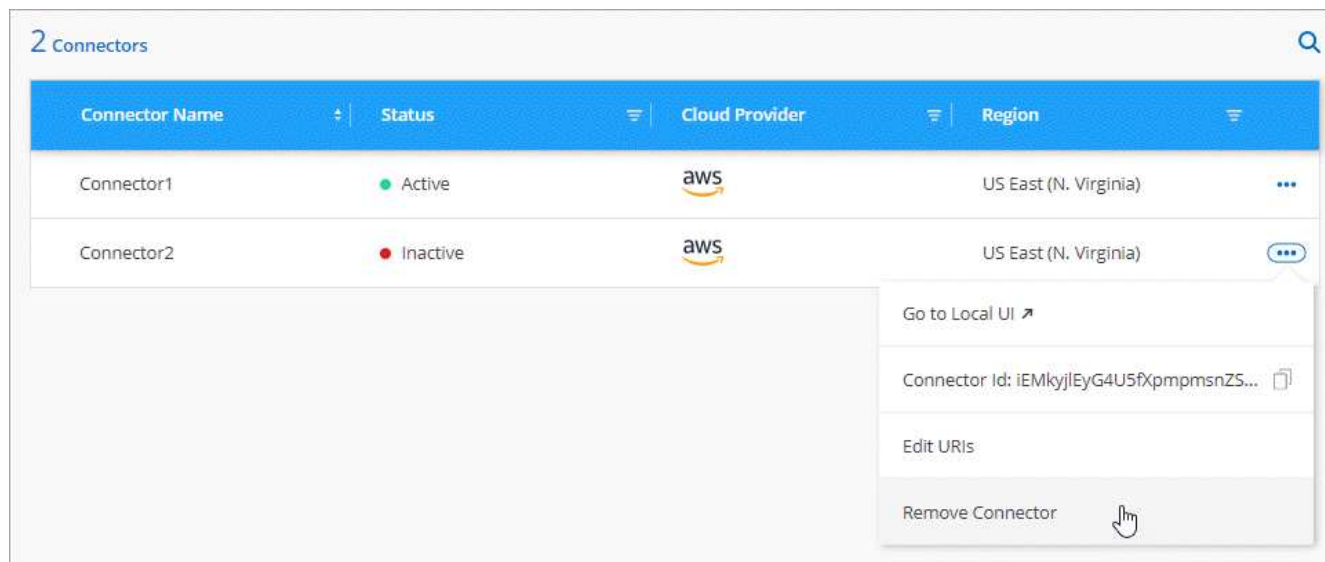 2 Connectors
Connector Name Status Cloud Provider Region
Connector1 Active aws US East (N. Virginia)
Connector2 Inactive aws US East (N. Virginia)
Go to Local UI
Connector Id: iEMkyjlEyG4U5fXpmpmsnZS...
Edit URIs
Remove Connector